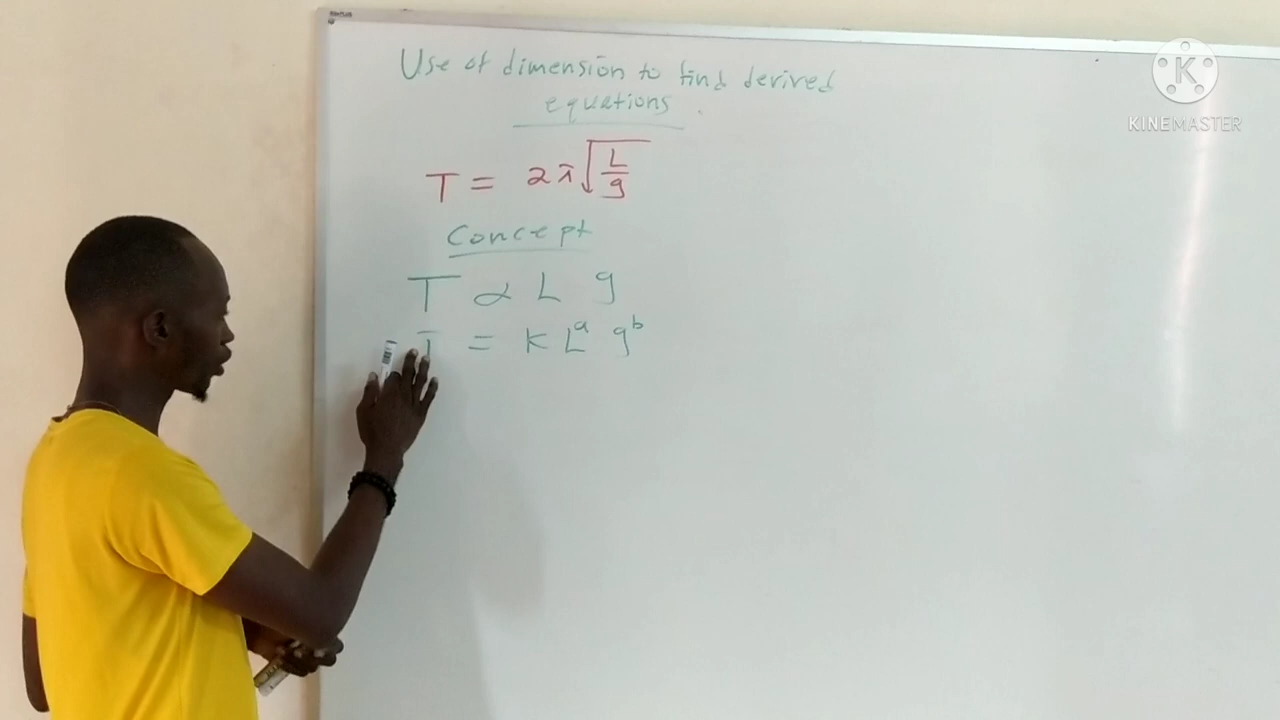 Use of dimension to find derived
equations.
T = 2π√L/g
Concept
T ∝ L g
T = K L^a g^b
K
KINEMASTER